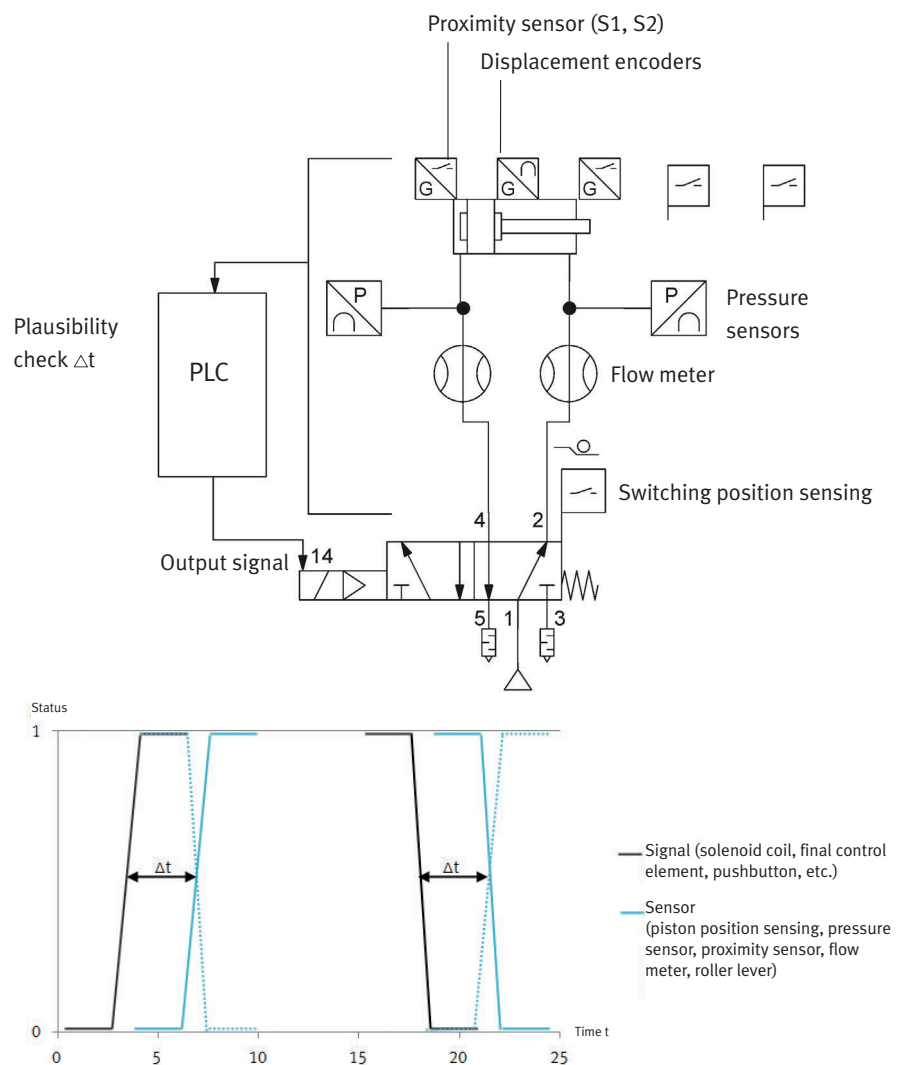 Proximity sensor (S1, S2)
Displacement encoders
G
G
G
P
P
Pressure
sensors
Plausibility
check △t
PLC
Flow meter
Switching position sensing
4
2
Output signal
14
5
1
3
Status
1
Δt
Δt
0
Time t
0
5
10
15
20
25
Signal (solenoid coil, final control
element, pushbutton, etc.)
Sensor
(piston position sensing, pressure
sensor, proximity sensor, flow
meter, roller lever)